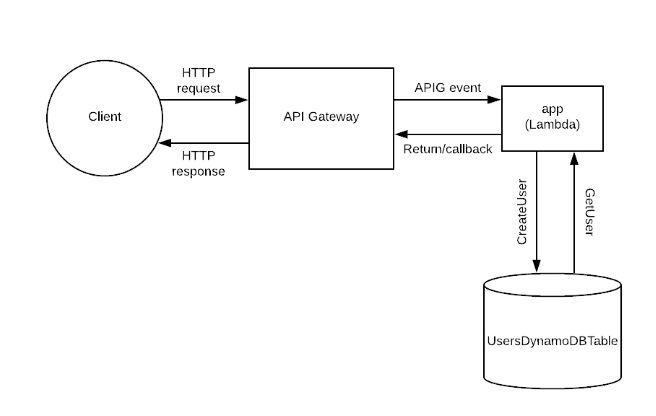 HTTP
request
Client
API Gateway
HTTP
response
APIG event
app
(Lambda)
Return/callback
CreateUser
GetUser
UsersDynamoDBTable